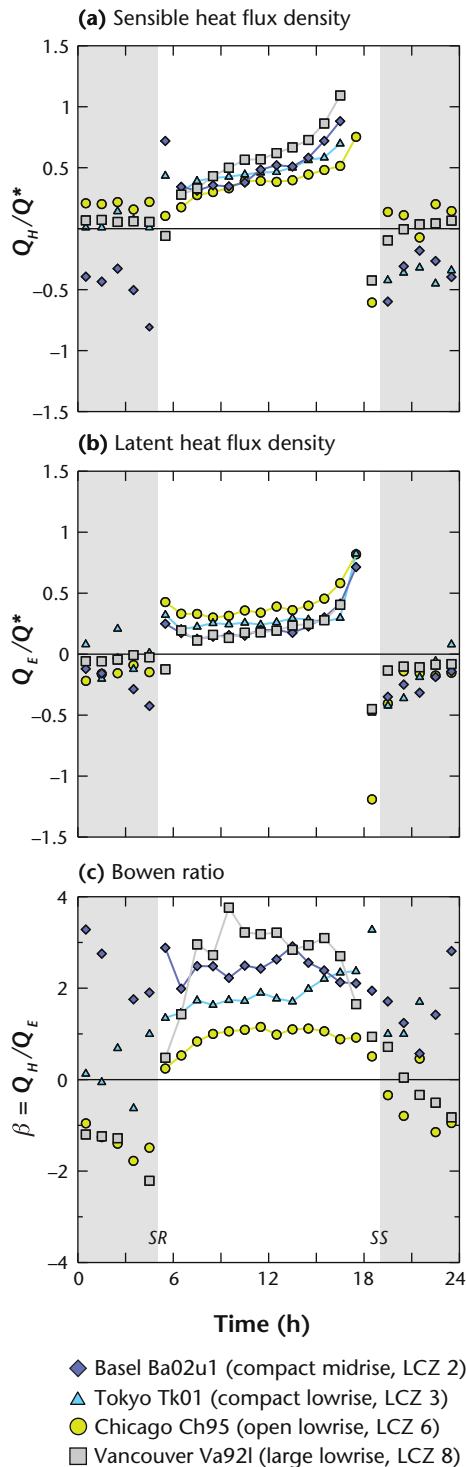 (a) Sensible heat flux density
1.5
1
0.5
0
−0.5
−1
−1.5
Q_H/Q*
(b) Latent heat flux density
1
0.5
0
−0.5
−1
−1.5
Q_E/Q*
(c) Bowen ratio
4
2
0
−2
−4
β = Q_H/Q_E
SR
SS
0 6 12 18 24
Time (h)
Basel Ba02u1 (compact midrise, LCZ 2)
Tokyo Tk01 (compact lowrise, LCZ 3)
Chicago Ch95 (open lowrise, LCZ 6)
Vancouver Va92l (large lowrise, LCZ 8)